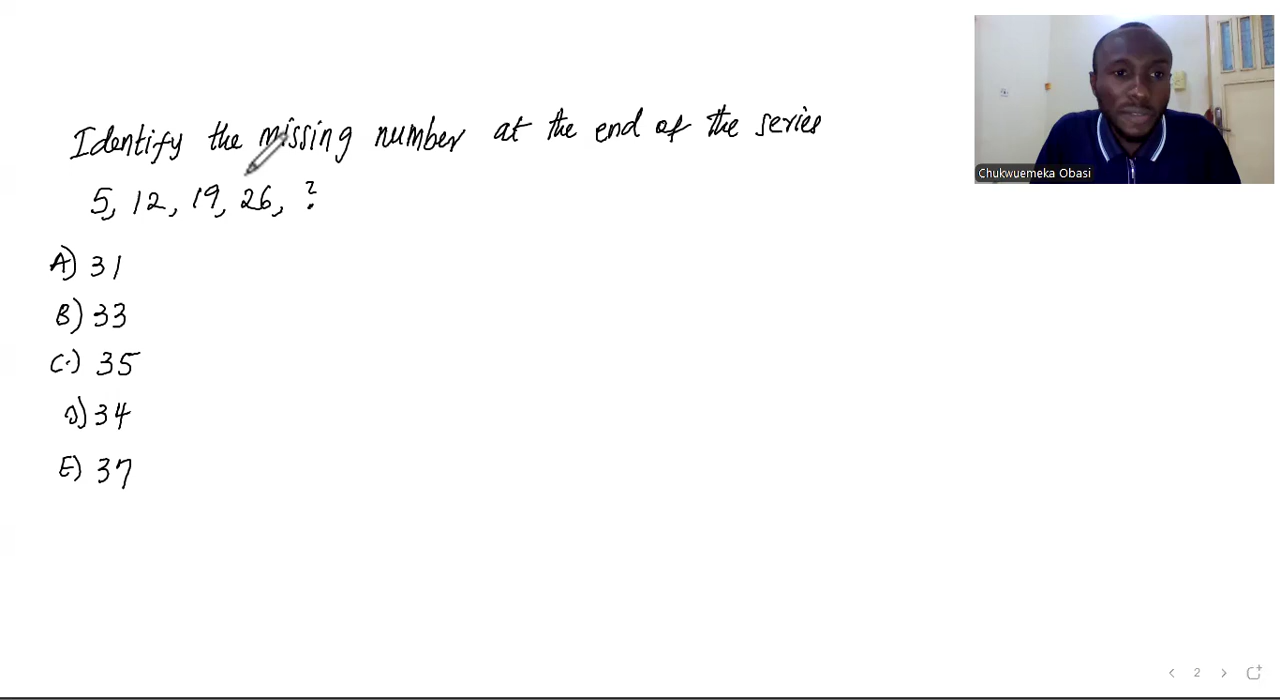 Identify the missing number at the end of the series
5, 12, 19, 26, ?
A) 31
B) 33
C.) 35
D) 34
E) 37
Chukwuemeka Obasi
< 2 >